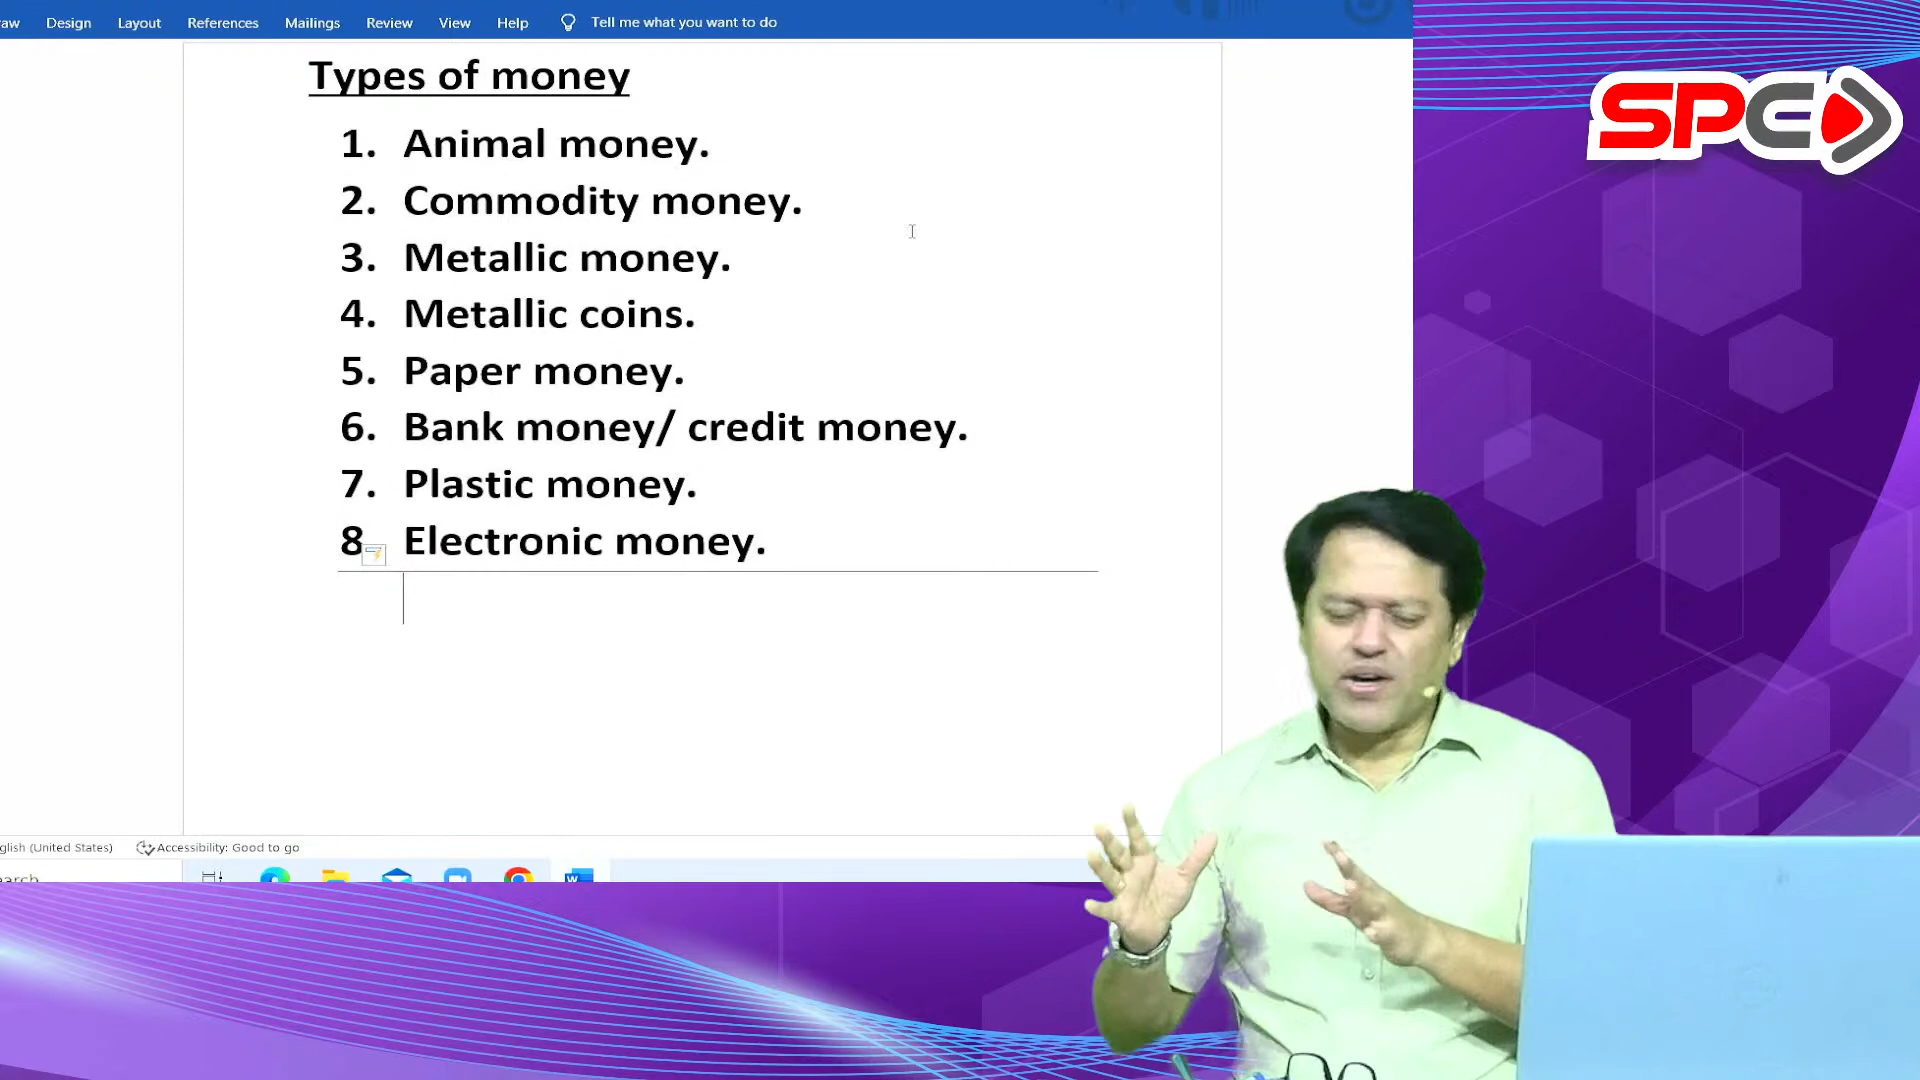 Design Layout References Mailings Review View Help Tell me what you want to do
SPE
Types of money
1. Animal money.
2. Commodity money.
3. Metallic money.
4. Metallic coins.
5. Paper money.
6. Bank money/ credit money.
7. Plastic money.
8 Electronic money.
(United States) Accessibility: Good to go